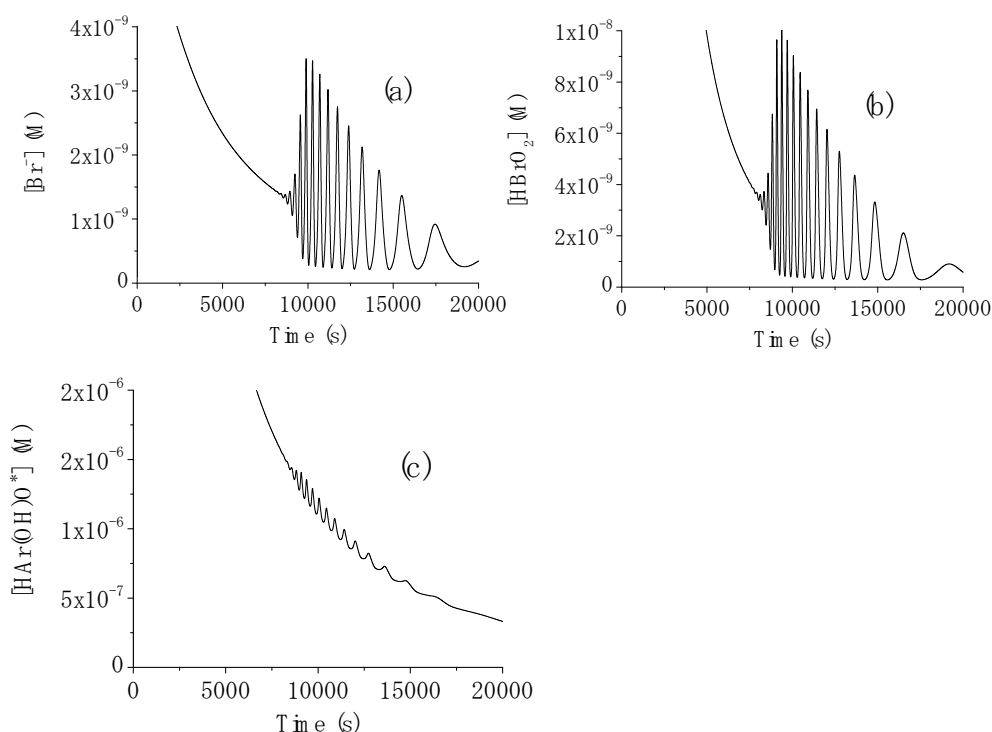 4x10⁻⁹
3x10⁻⁹
2x10⁻⁹
1x10⁻⁹
0
[Br⁻] (M)
(a)
0 5000 10000 15000 20000
Time (s)
1x10⁻⁸
8x10⁻⁹
6x10⁻⁹
4x10⁻⁹
2x10⁻⁹
0
[HBrO₂] (M)
(b)
0 5000 10000 15000 20000
Time (s)
2x10⁻⁶
2x10⁻⁶
1x10⁻⁶
5x10⁻⁷
0
[HAr(OH)O*] (M)
(c)
0 5000 10000 15000 20000
Time (s)